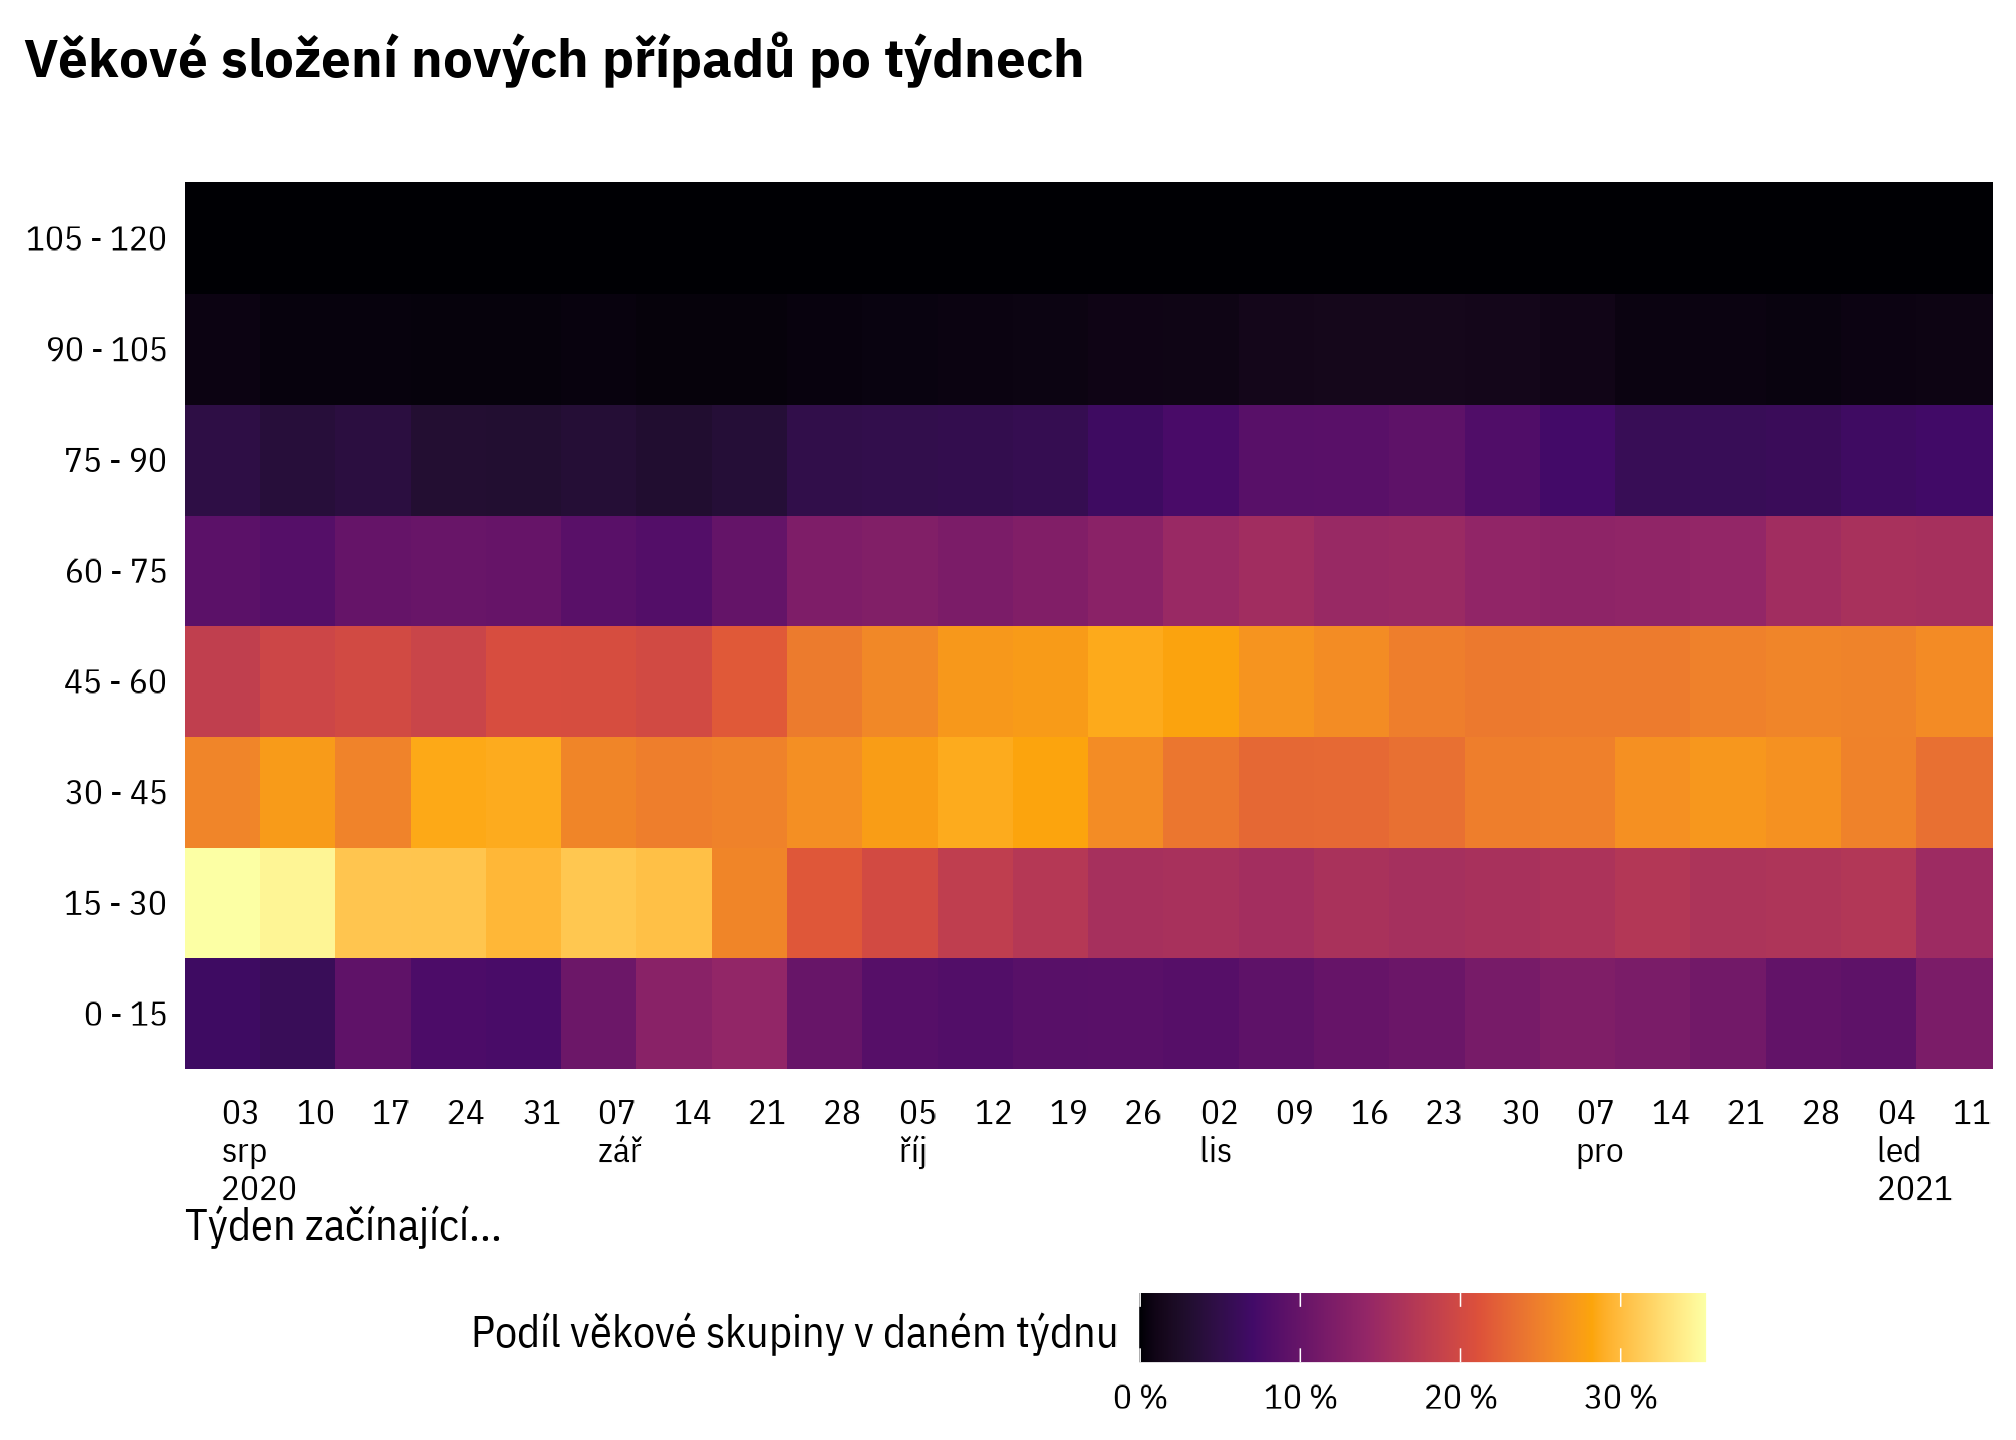 Věkové složení nových případů po týdnech
105 - 120
90 - 105
75 - 90
60 - 75
45 - 60
30 - 45
15 - 30
0 - 15
03 10 17 24 31 07 14 21 28 05 12 19 26 02 09 16 23 30 07 14 21 28 04 11
srp zář říj lis pro led
2020 2021
Týden začínající...
Podíl věkové skupiny v daném týdnu
0 % 10 % 20 % 30 %